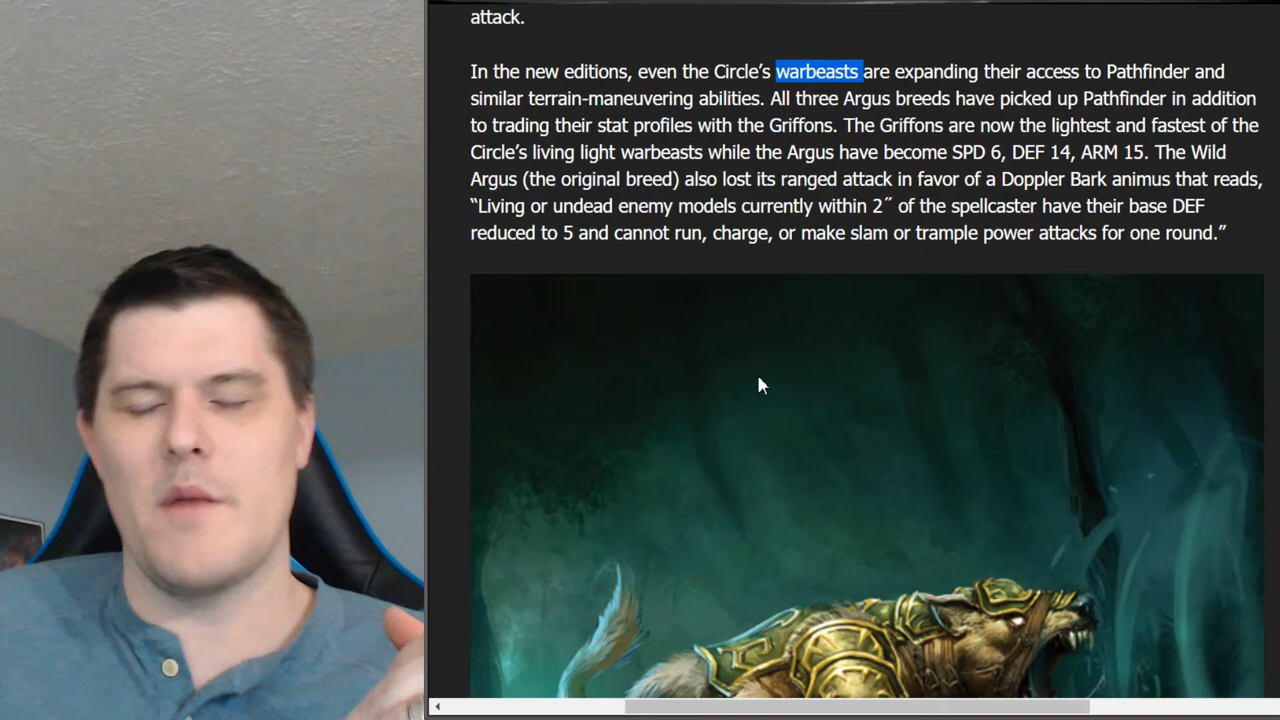 attack.
In the new editions, even the Circle’s warbeasts are expanding their access to Pathfinder and
similar terrain-maneuvering abilities. All three Argus breeds have picked up Pathfinder in addition
to trading their stat profiles with the Griffons. The Griffons are now the lightest and fastest of the
Circle’s living light warbeasts while the Argus have become SPD 6, DEF 14, ARM 15. The Wild
Argus (the original breed) also lost its ranged attack in favor of a Doppler Bark animus that reads,
“Living or undead enemy models currently within 2˝ of the spellcaster have their base DEF
reduced to 5 and cannot run, charge, or make slam or trample power attacks for one round.”